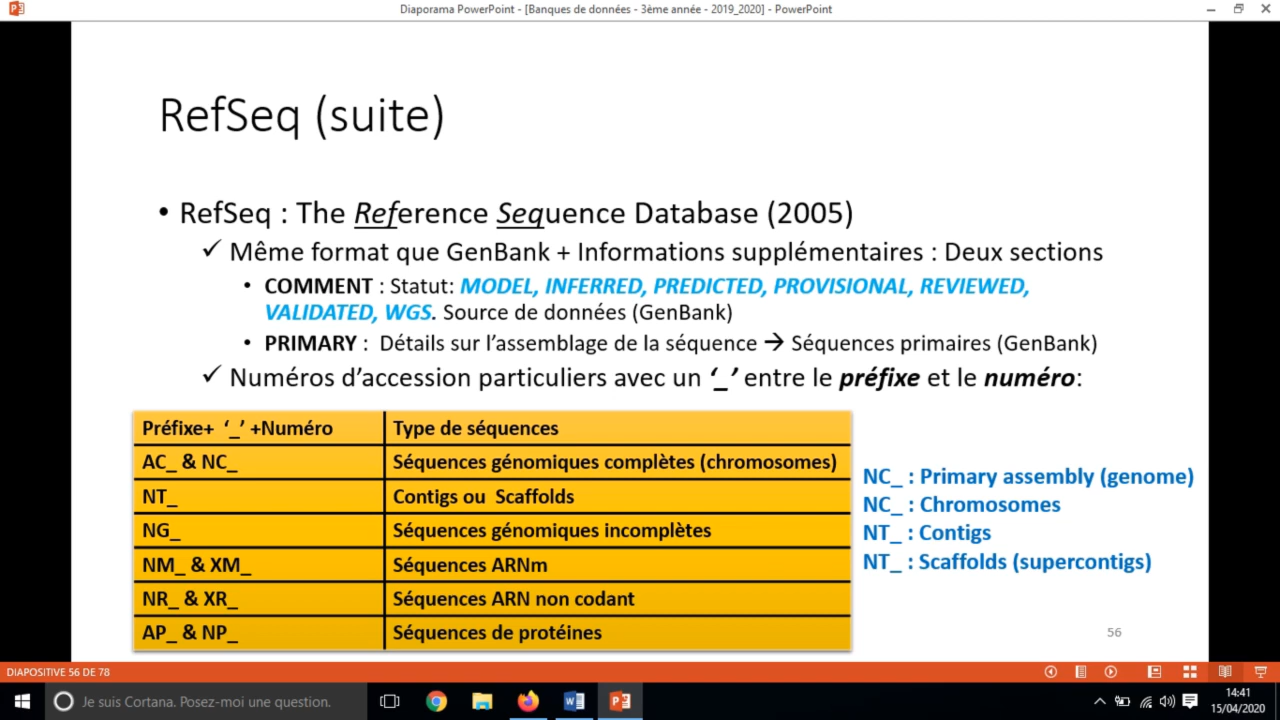 Diaporama PowerPoint - [Banques de données - 3ème année - 2019_2020] - PowerPoint
RefSeq (suite)
• RefSeq : The Reference Sequence Database (2005)
✓ Même format que GenBank + Informations supplémentaires : Deux sections
• COMMENT : Statut: MODEL, INFERRED, PREDICTED, PROVISIONAL, REVIEWED,
VALIDATED, WGS. Source de données (GenBank)
• PRIMARY : Détails sur l'assemblage de la séquence → Séquences primaires (GenBank)
✓ Numéros d'accession particuliers avec un ‘_’ entre le préfixe et le numéro:
Préfixe+ ‘_’ +Numéro Type de séquences
AC_ & NC_ Séquences génomiques complètes (chromosomes)
NT_ Contigs ou Scaffolds
NG_ Séquences génomiques incomplètes
NM_ & XM_ Séquences ARNm
NR_ & XR_ Séquences ARN non codant
AP_ & NP_ Séquences de protéines
NC_ : Primary assembly (genome)
NC_ : Chromosomes
NT_ : Contigs
NT_ : Scaffolds (supercontigs)
56
DIAPOSITIVE 56 DE 78
Je suis Cortana. Posez-moi une question.
14:41
15/04/2020